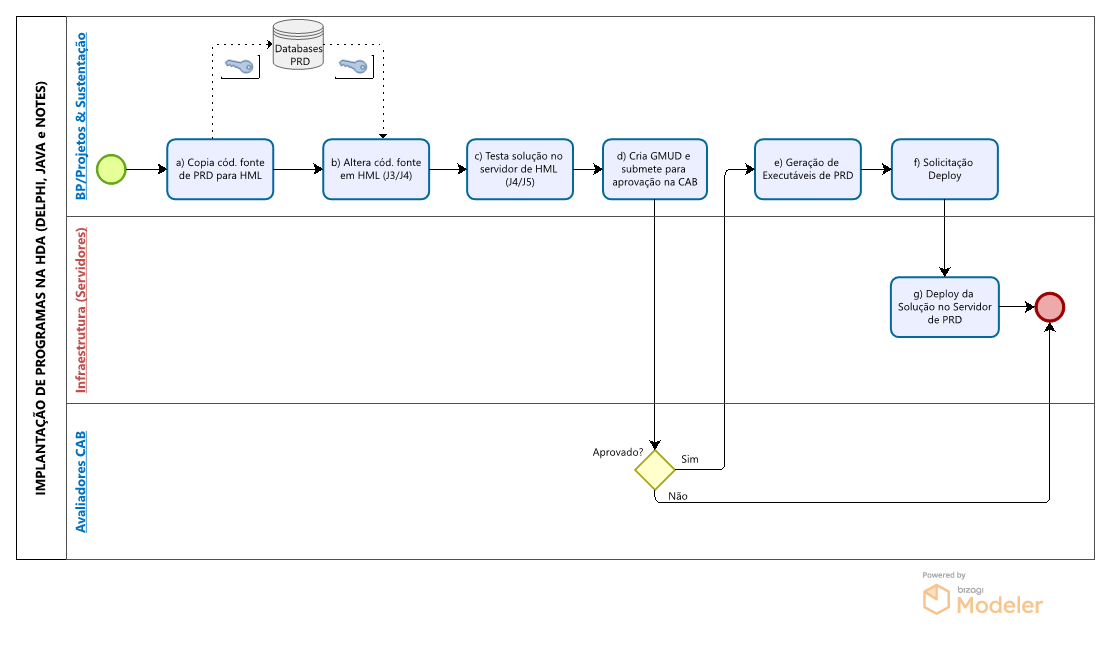 IMPLANTAÇÃO DE PROGRAMAS NA HDA (DELPHI, JAVA e NOTES)
BP/Projetos & Sustentação
Databases
PRD
a) Copia cód. fonte
de PRD para HML
b) Altera cód. fonte
em HML (J3/J4)
c) Testa solução no
servidor de HML
(J4/J5)
d) Cria GMUD e
submete para
aprovação na CAB
e) Geração de
Executáveis de PRD
f) Solicitação
Deploy
Infraestrutura (Servidores)
g) Deploy da
Solução no Servidor
de PRD
Avaliadores CAB
Aprovado?
Sim
Não
Powered by
bizagi
Modeler